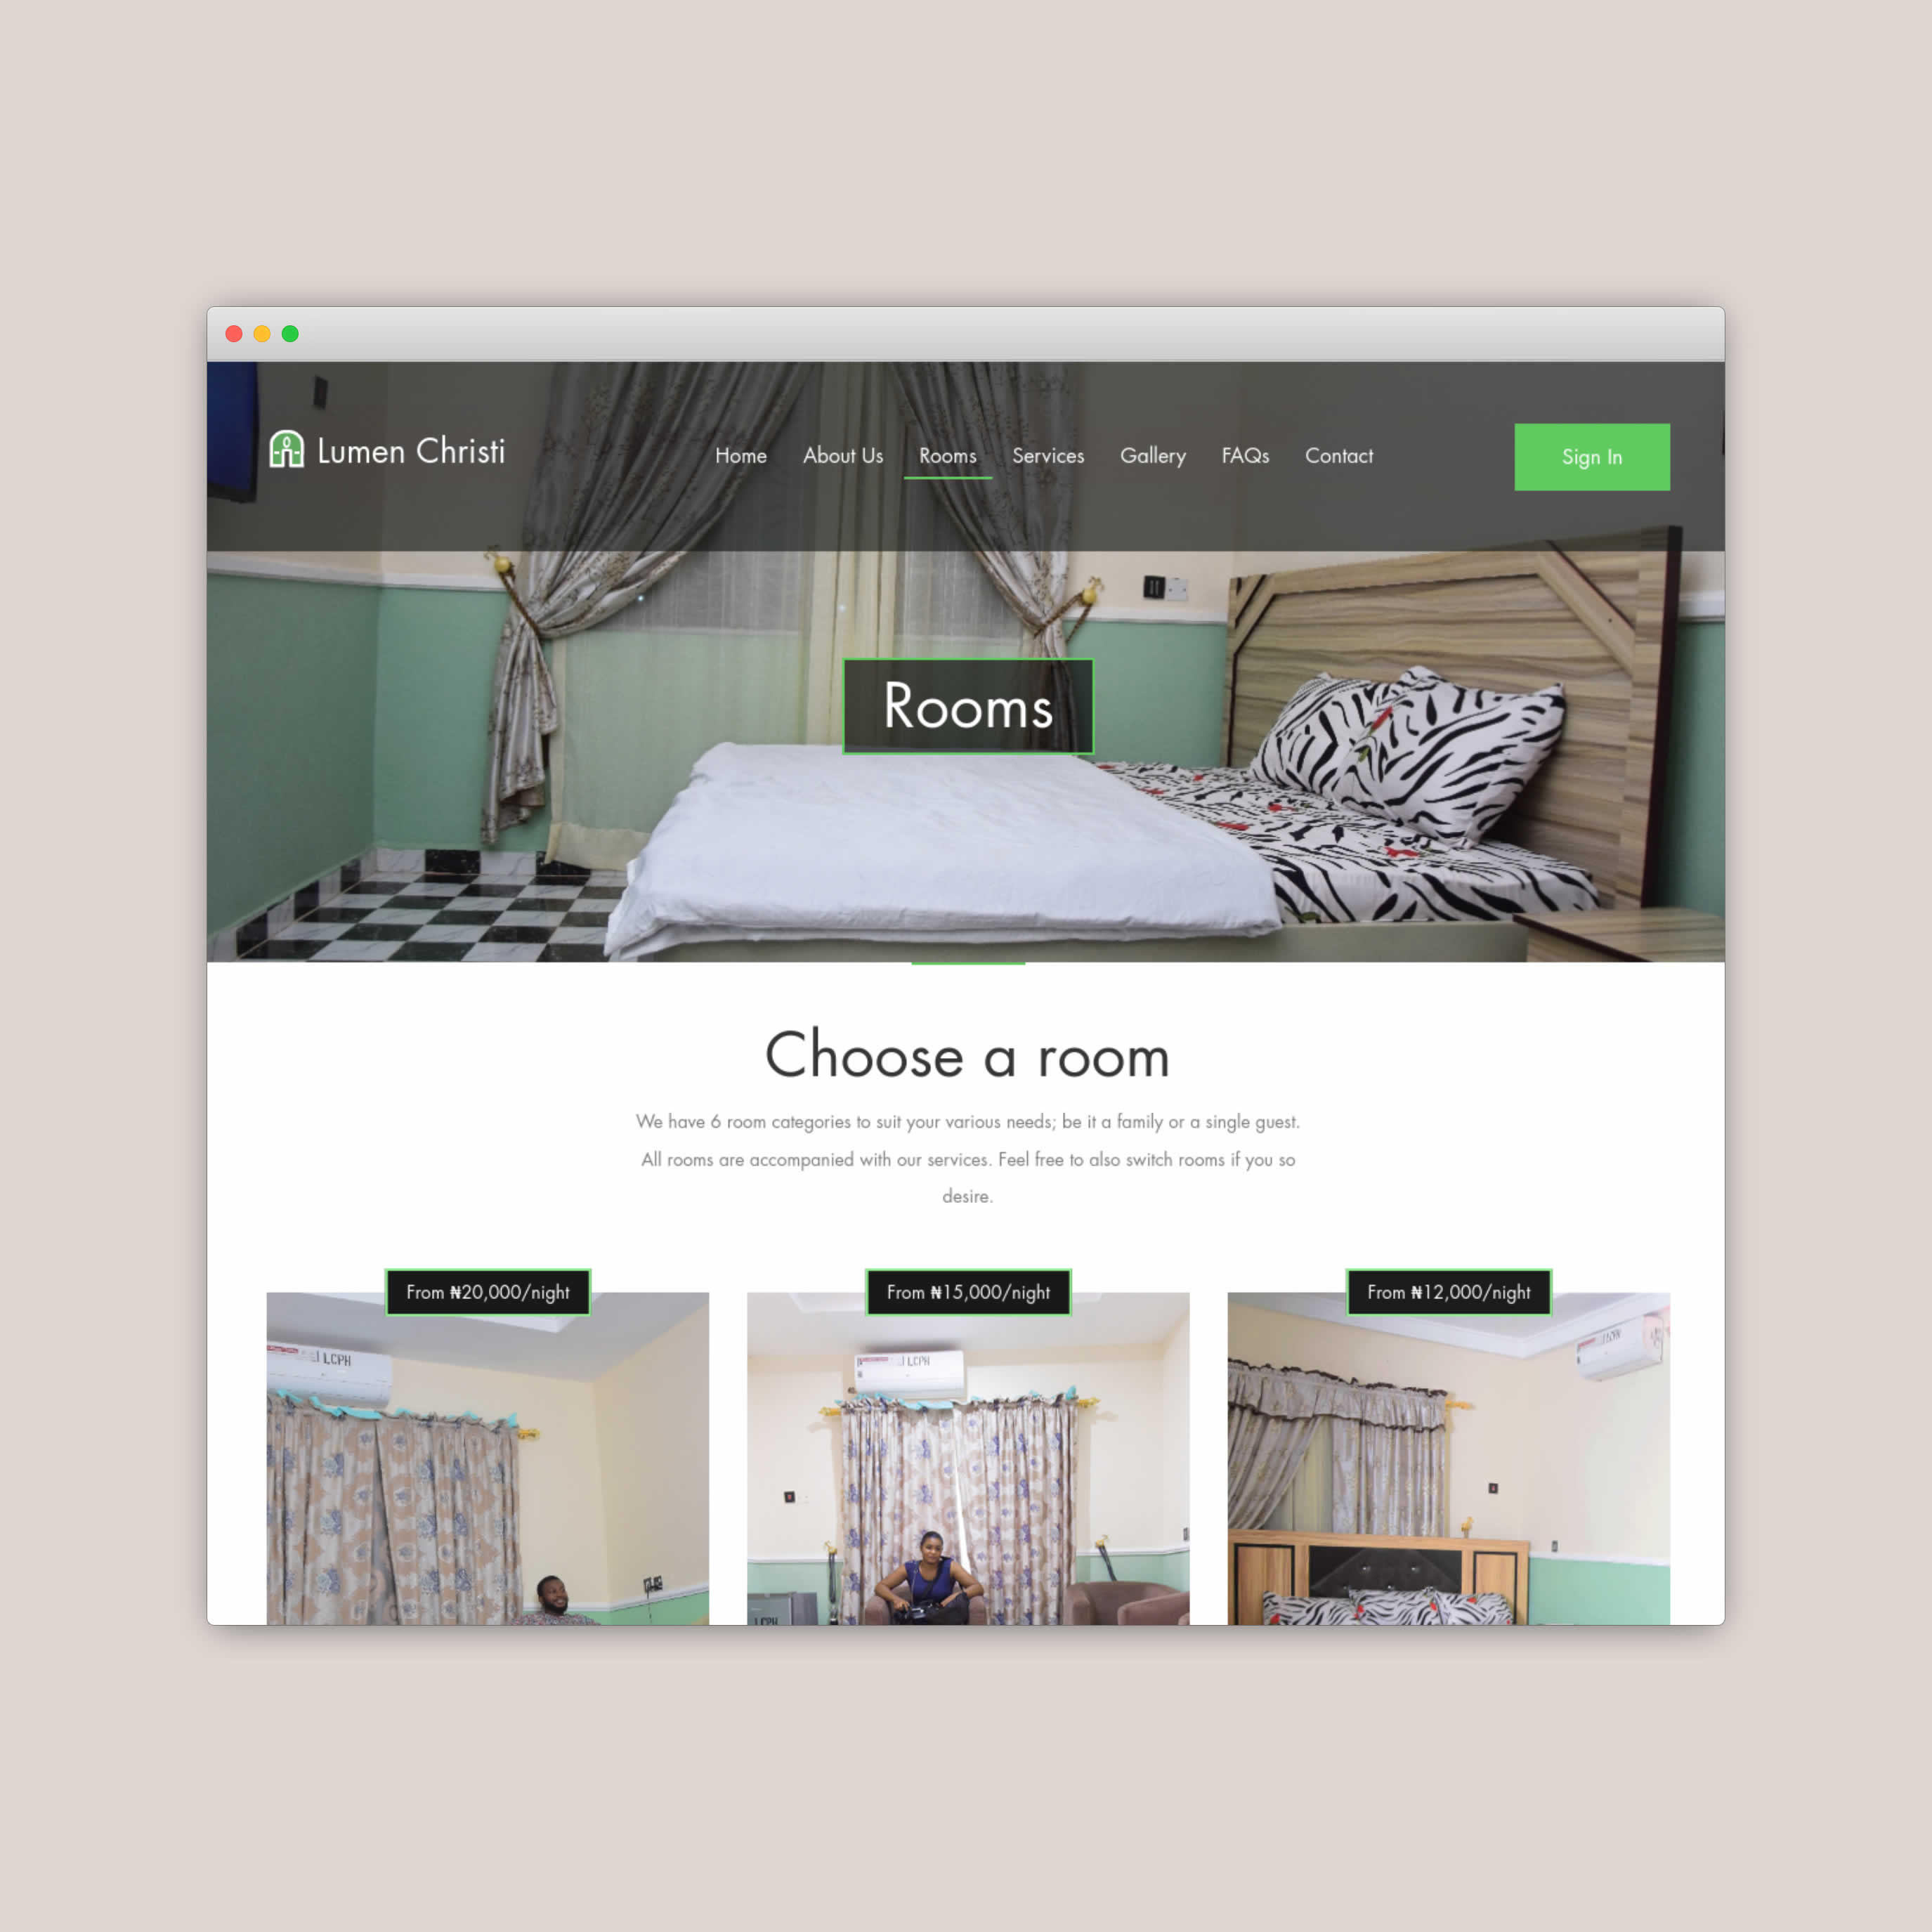 Lumen Christi
Home About Us Rooms Services Gallery FAQs Contact
Sign In
Rooms
Choose a room
We have 6 room categories to suit your various needs; be it a family or a single guest.
All rooms are accompanied with our services. Feel free to also switch rooms if you so
desire.
From ₦20,000/night
From ₦15,000/night
From ₦12,000/night
LCPH
LCPH
LCPH